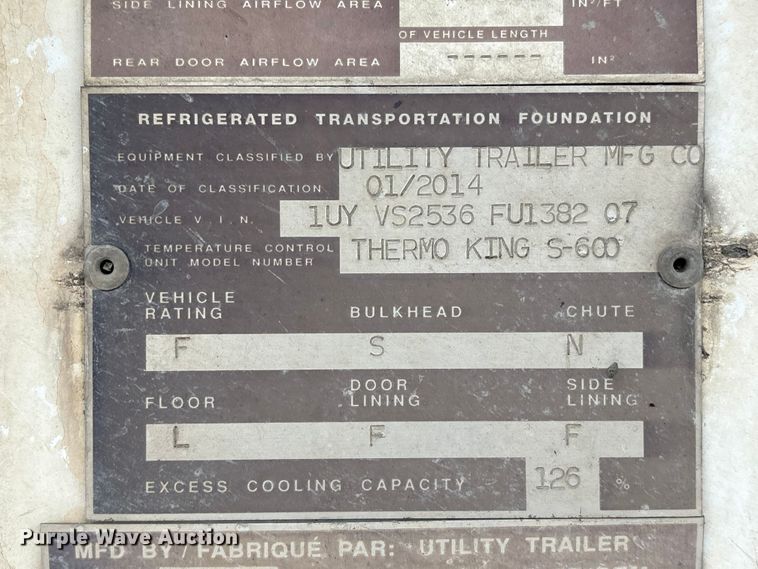 SIDE LINING AIRFLOW AREA IN²/FT
OF VEHICLE LENGTH
REAR DOOR AIRFLOW AREA ------ IN²
REFRIGERATED TRANSPORTATION FOUNDATION
EQUIPMENT CLASSIFIED BY UTILITY TRAILER MFG CO
DATE OF CLASSIFICATION 01/2014
VEHICLE V.I.N. 1UY VS2536 FU1382 07
TEMPERATURE CONTROL
UNIT MODEL NUMBER THERMO KING S-600
VEHICLE
RATING BULKHEAD CHUTE
F S N
FLOOR DOOR LINING SIDE LINING
L F F
EXCESS COOLING CAPACITY 126 %
MFD BY / FABRIQUÉ PAR: UTILITY TRAILER
Purple Wave Auction